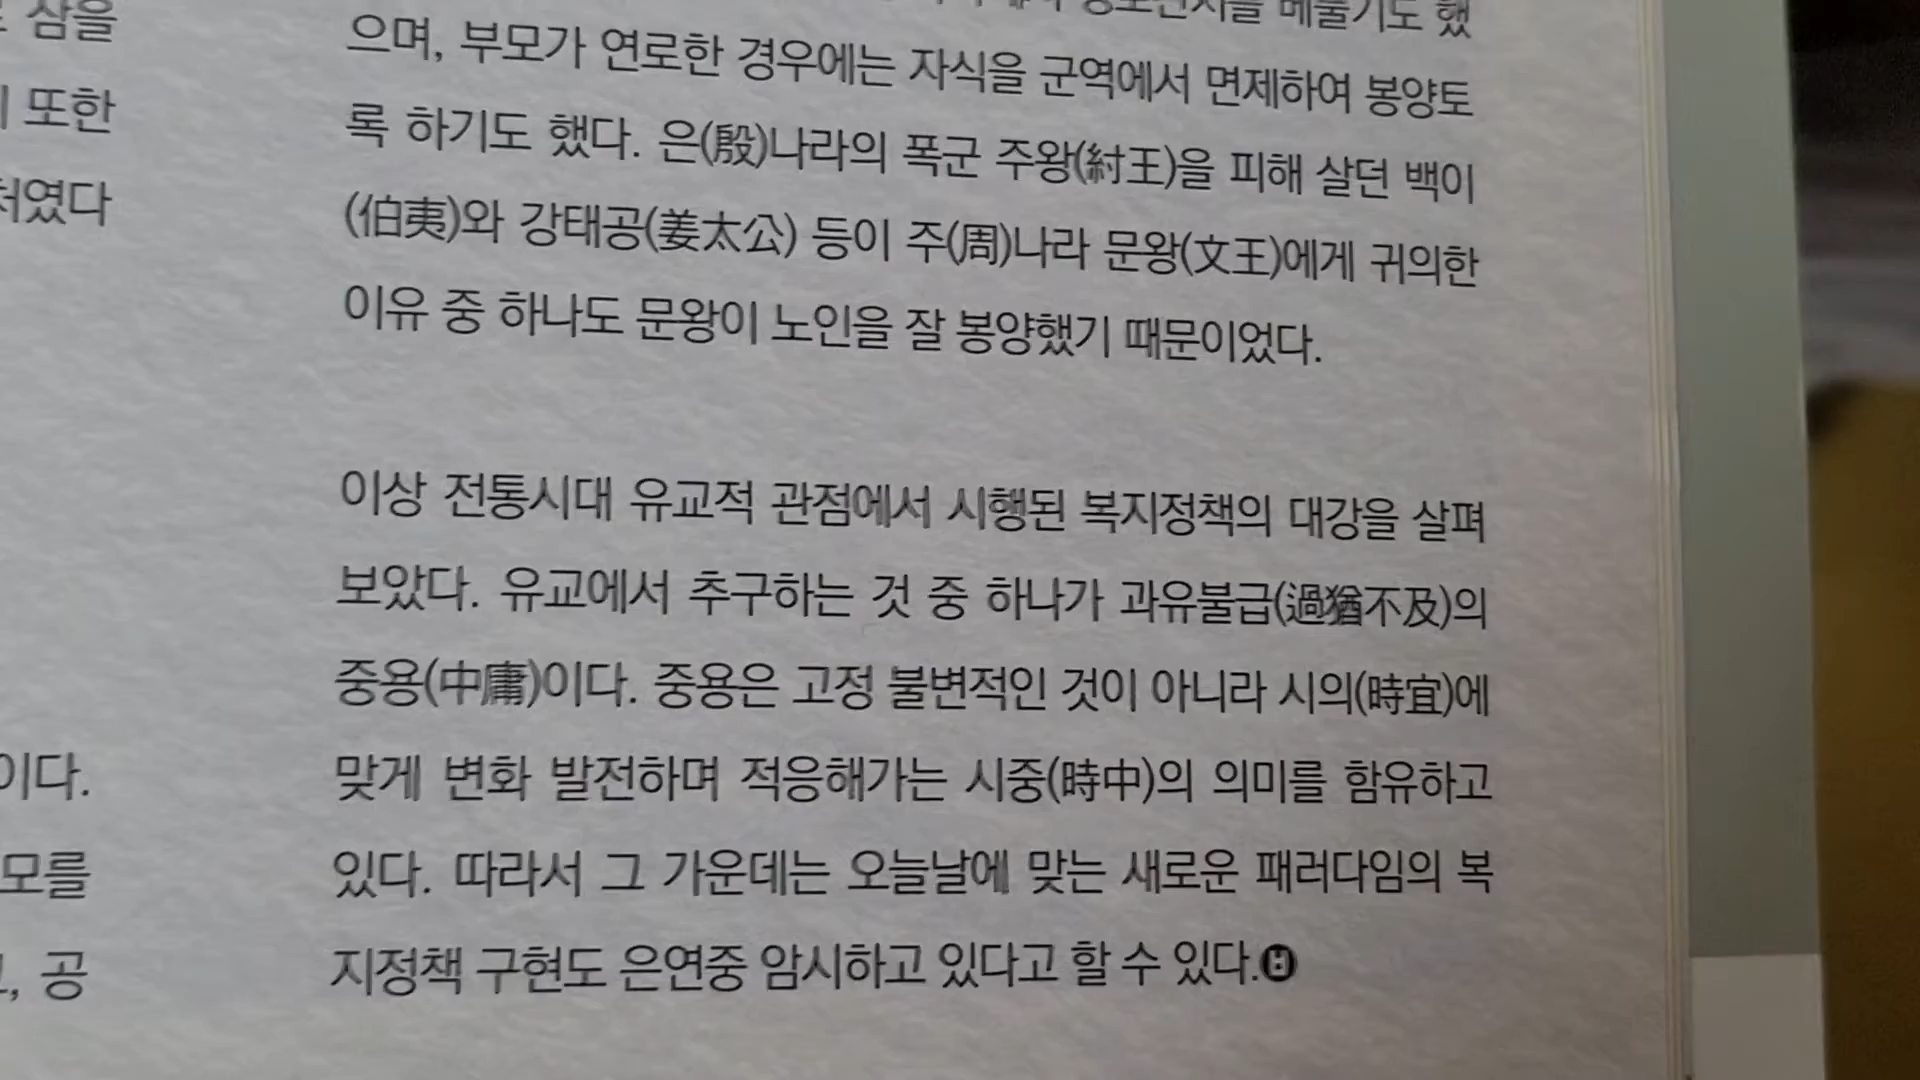 삼을
또한
처였다
이다.
모를
, 공
베풀기도 했
으며, 부모가 연로한 경우에는 자식을 군역에서 면제하여 봉양토
록 하기도 했다. 은(殷)나라의 폭군 주왕(紂王)을 피해 살던 백이
(伯夷)와 강태공(姜太公) 등이 주(周)나라 문왕(文王)에게 귀의한
이유 중 하나도 문왕이 노인을 잘 봉양했기 때문이었다.
이상 전통시대 유교적 관점에서 시행된 복지정책의 대강을 살펴
보았다. 유교에서 추구하는 것 중 하나가 과유불급(過猶不及)의
중용(中庸)이다. 중용은 고정 불변적인 것이 아니라 시의(時宜)에
맞게 변화 발전하며 적응해가는 시중(時中)의 의미를 함유하고
있다. 따라서 그 가운데는 오늘날에 맞는 새로운 패러다임의 복
지정책 구현도 은연중 암시하고 있다고 할 수 있다.